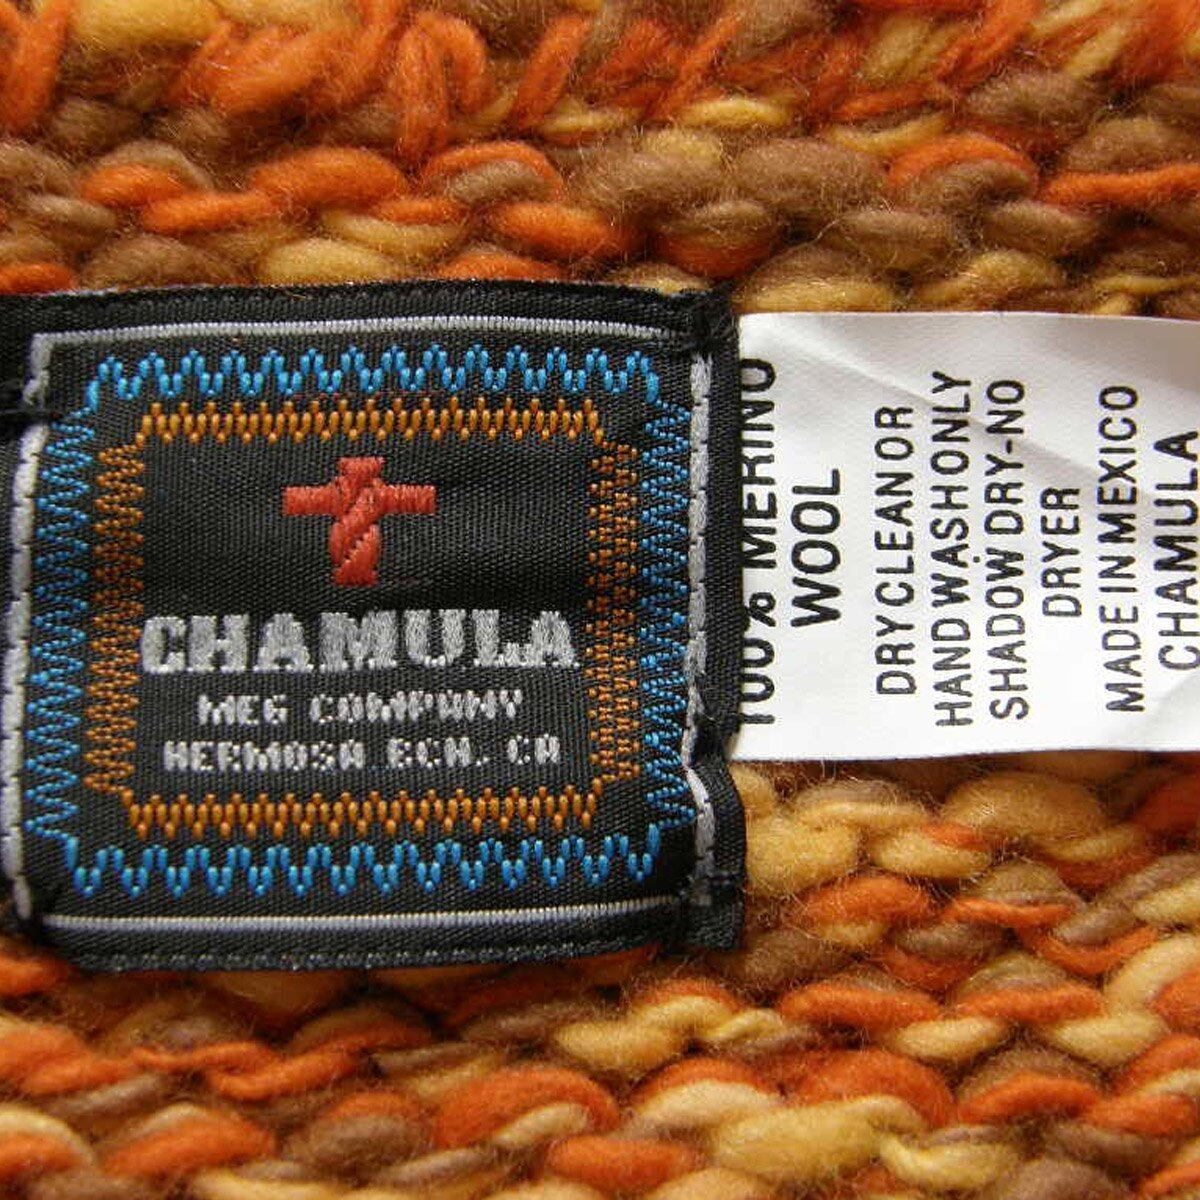 CHAMULA
MEG COMPANY
HERMOSA BCH. CA
100% MERINO
WOOL
DRY CLEAN OR
HAND WASH ONLY
SHADOW DRY-NO
DRYER
MADE IN MEXICO
CHAMULA